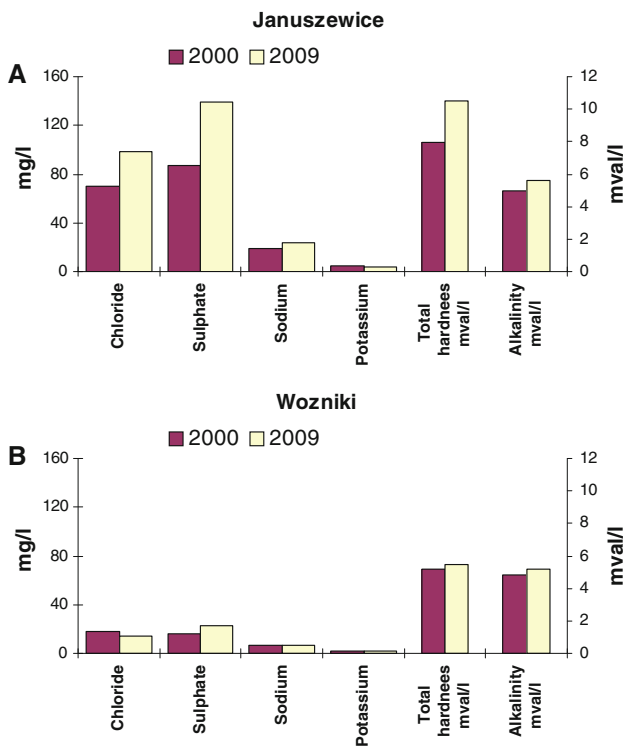 Januszewice
A
2000 2009
160
120
80
40
0
mg/l
12
10
8
6
4
2
0
mval/l
Chloride
Sulphate
Sodium
Potassium
Total
hardnees
mval/l
Alkalinity
mval/l
Wozniki
B
2000 2009
160
120
80
40
0
mg/l
12
10
8
6
4
2
0
mval/l
Chloride
Sulphate
Sodium
Potassium
Total
hardnees
mval/l
Alkalinity
mval/l